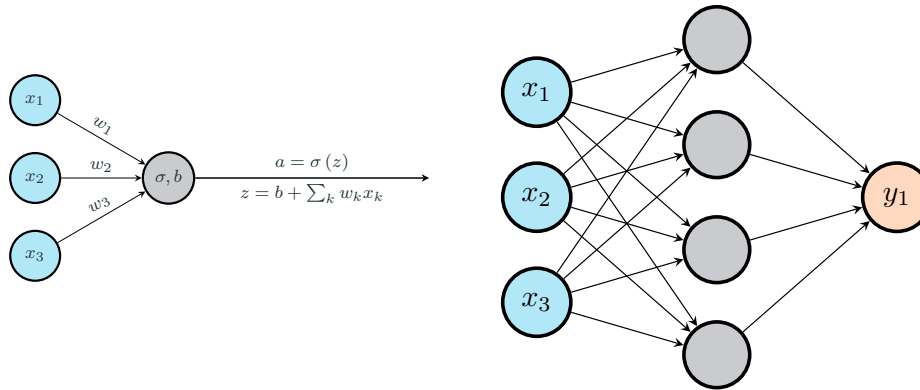 x₁
w₁
x₂
w₂
σ, b
a = σ (z)
z = b + ∑ₖ wₖxₖ
w₃
x₃
x₁
x₂
x₃
y₁